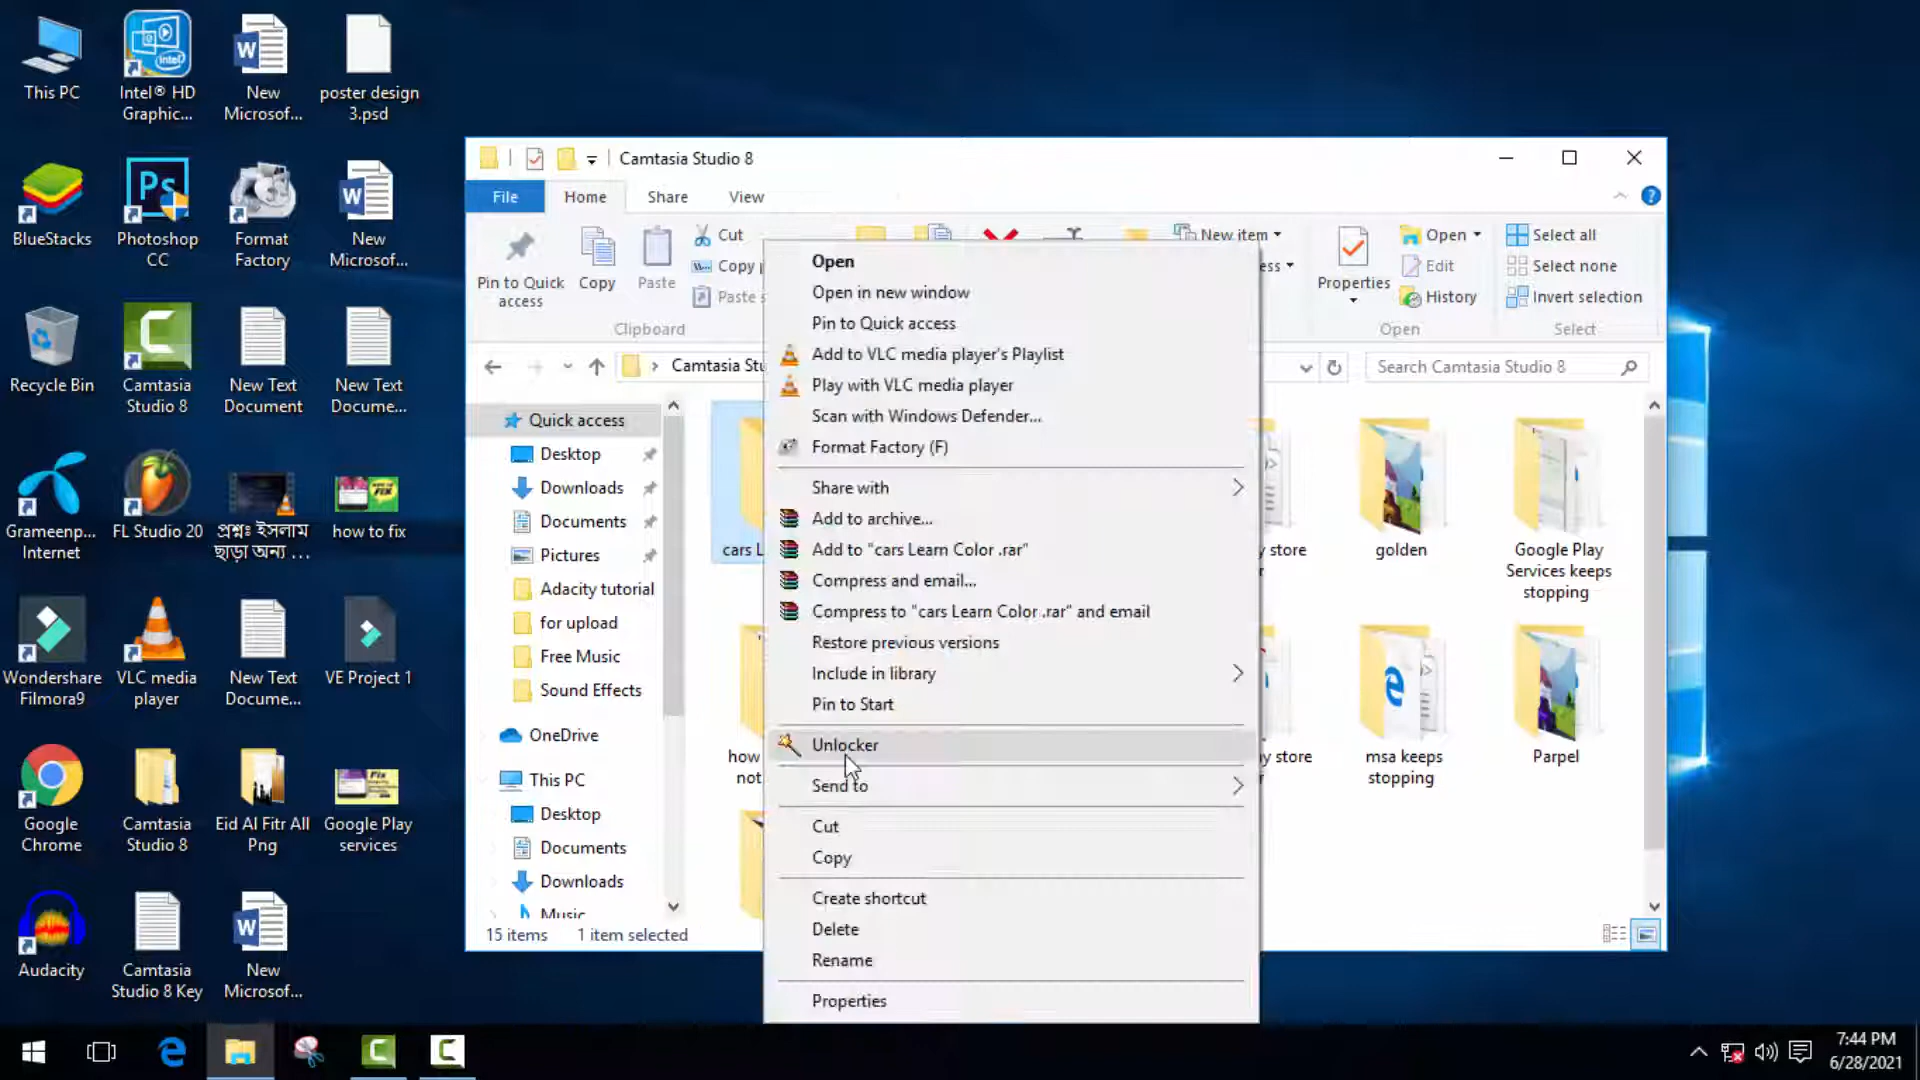 This PC
Intel® HD
Graphic...
New
Microsof...
poster design
3.psd
BlueStacks
Photoshop
CC
Format
Factory
New
Microsof...
Recycle Bin
Camtasia
Studio 8
New Text
Document
New Text
Docume...
Grameenp...
Internet
FL Studio 20
প্রশ্নঃ ইসলাম
ছাড়া অন্য ...
how to fix
Wondershare
Filmora9
VLC media
player
New Text
Docume...
VE Project 1
Google
Chrome
Camtasia
Studio 8
Eid Al Fitr All
Png
Google Play
services
Audacity
Camtasia
Studio 8 Key
New
Microsof...
Camtasia Studio 8
File
Home
Share
View
Pin to Quick
access
Copy
Paste
Cut
Copy
Paste
Clipboard
New item
Properties
Open
Edit
History
Open
Select all
Select none
Invert selection
Select
Camtasia Stu
Search Camtasia Studio 8
Quick access
Desktop
Downloads
Documents
Pictures
Adacity tutorial
for upload
Free Music
Sound Effects
OneDrive
This PC
Desktop
Documents
Downloads
Music
15 items
1 item selected
cars L
how
not
y store
golden
Google Play
Services keeps
stopping
y store
msa keeps
stopping
Parpel
Open
Open in new window
Pin to Quick access
Add to VLC media player's Playlist
Play with VLC media player
Scan with Windows Defender...
Format Factory (F)
Share with
Add to archive...
Add to "cars Learn Color .rar"
Compress and email...
Compress to "cars Learn Color .rar" and email
Restore previous versions
Include in library
Pin to Start
Unlocker
Send to
Cut
Copy
Create shortcut
Delete
Rename
Properties
7:44 PM
6/28/2021